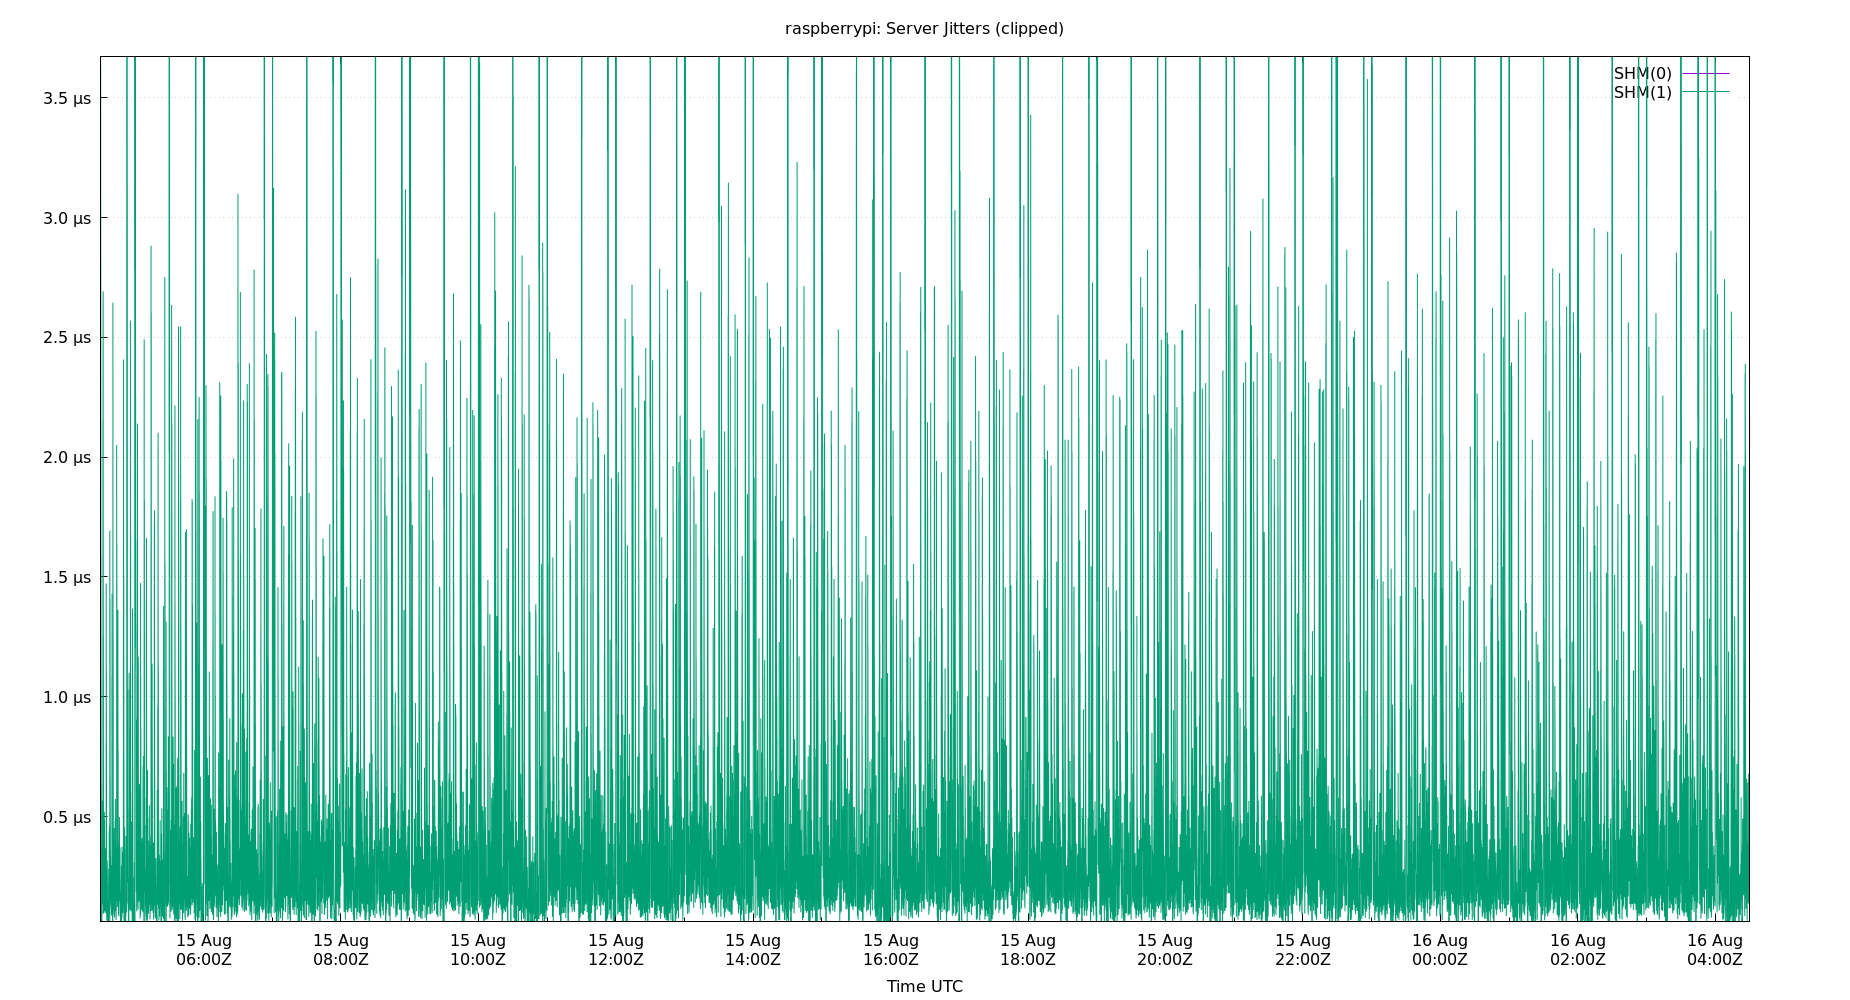 raspberrypi: Server Jitters (clipped)
SHM(0)
SHM(1)
3.5 μs
3.0 μs
2.5 μs
2.0 μs
1.5 μs
1.0 μs
0.5 μs
15 Aug 15 Aug 15 Aug 15 Aug 15 Aug 15 Aug 15 Aug 15 Aug 15 Aug 16 Aug 16 Aug 16 Aug
06:00Z 08:00Z 10:00Z 12:00Z 14:00Z 16:00Z 18:00Z 20:00Z 22:00Z 00:00Z 02:00Z 04:00Z
Time UTC